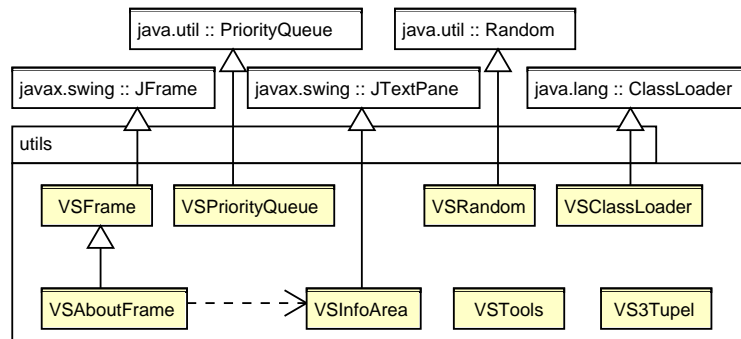 java.util :: PriorityQueue
java.util :: Random
javax.swing :: JFrame
javax.swing :: JTextPane
java.lang :: ClassLoader
utils
VSFrame
VSPriorityQueue
VSRandom
VSClassLoader
VSAboutFrame
VSInfoArea
VSTools
VS3Tupel